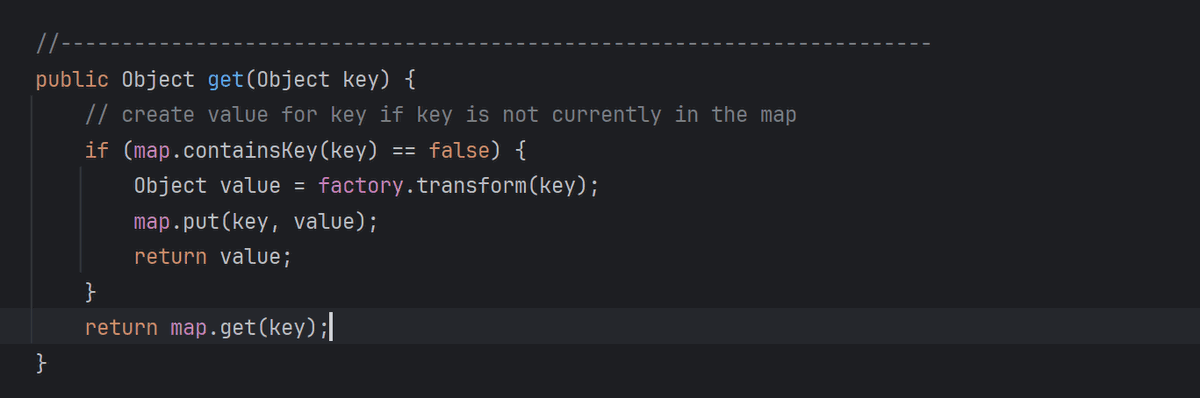 //-----------------------------------------------------------------------
public Object get(Object key) {
    // create value for key if key is not currently in the map
    if (map.containsKey(key) == false) {
        Object value = factory.transform(key);
        map.put(key, value);
        return value;
    }
    return map.get(key);
}